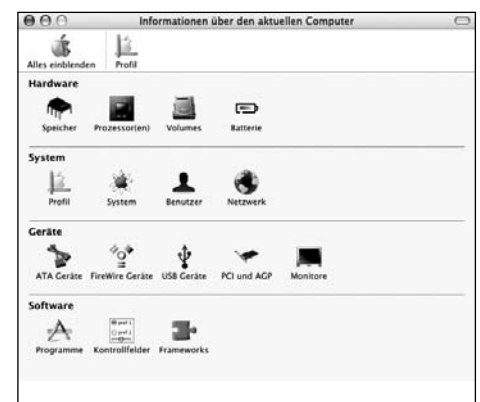 Informationen über den aktuellen Computer
Alles einblenden Profil
Hardware
Speicher Prozessor(en) Volumes Batterie
System
Profil System Benutzer Netzwerk
Geräte
ATA Geräte FireWire Geräte USB Geräte PCI und AGP Monitore
Software
Programme Kontrollfelder Frameworks